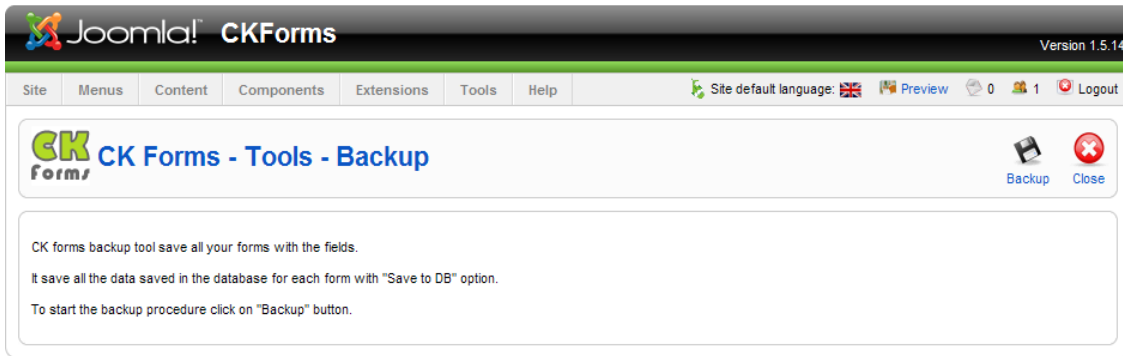 Joomla! CKForms
Version 1.5.14
Site Menus Content Components Extensions Tools Help Site default language: Preview 0 1 Logout
CK Forms CK Forms - Tools - Backup
Backup Close
CK forms backup tool save all your forms with the fields.
It save all the data saved in the database for each form with "Save to DB" option.
To start the backup procedure click on "Backup" button.